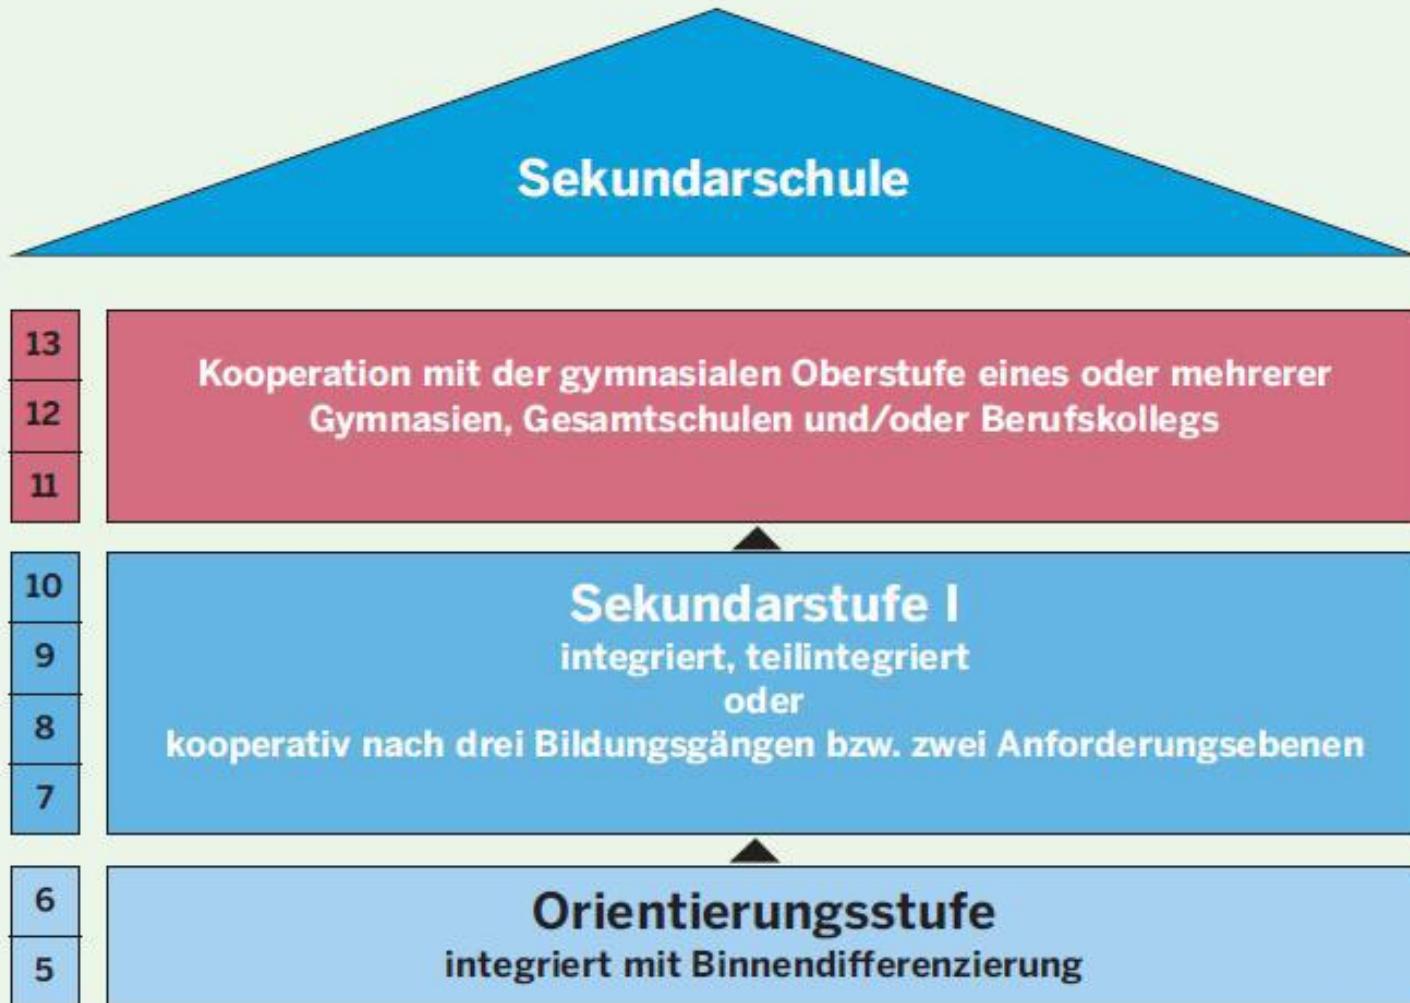 Sekundarschule
13
12
11
Kooperation mit der gymnasialen Oberstufe eines oder mehrerer
Gymnasien, Gesamtschulen und/oder Berufskollegs
10
9
8
7
Sekundarstufe I
integriert, teilintegriert
oder
kooperativ nach drei Bildungsgängen bzw. zwei Anforderungsebenen
6
5
Orientierungsstufe
integriert mit Binnendifferenzierung